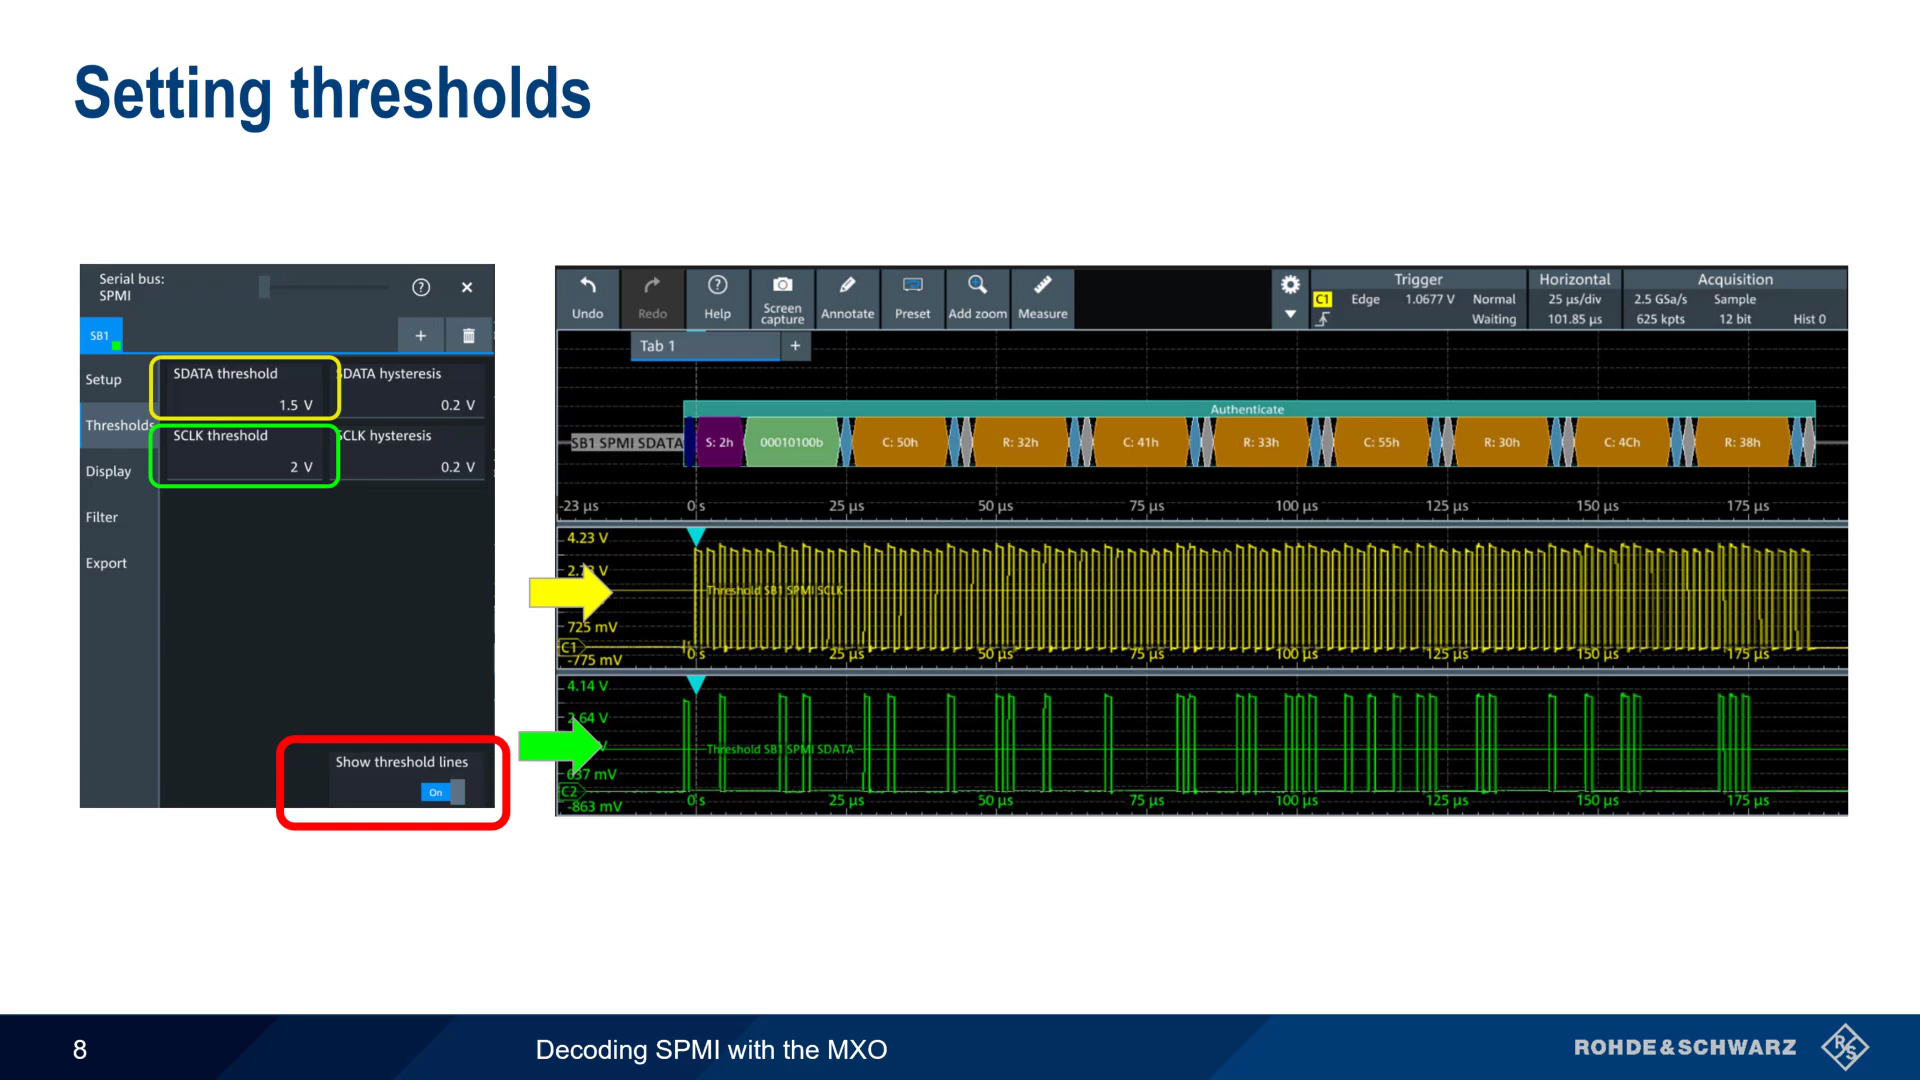 Setting thresholds
Serial bus:
SPMI
SB1
+
Setup
Thresholds
Display
Filter
Export
SDATA threshold
1.5 V
SDATA hysteresis
0.2 V
SCLK threshold
2 V
SCLK hysteresis
0.2 V
Show threshold lines
On
Undo
Redo
Help
Screen capture
Annotate
Preset
Add zoom
Measure
Trigger
C1 Edge 1.0677 V Normal
Waiting
Horizontal
25 µs/div
101.85 µs
Acquisition
2.5 GSa/s Sample
625 kpts 12 bit Hist 0
Tab 1 +
Authenticate
SB1 SPMI SDATA S: 2h 00010100b C: 50h R: 32h C: 41h R: 33h C: 55h R: 30h C: 4Ch R: 38h
-23 µs 0 s 25 µs 50 µs 75 µs 100 µs 125 µs 150 µs 175 µs
4.23 V
Threshold SB1 SPMI SCLK
725 mV
C1
-775 mV 0 s 25 µs 50 µs 75 µs 100 µs 125 µs 150 µs 175 µs
4.14 V
2.64 V
Threshold SB1 SPMI SDATA
637 mV
C2
-863 mV 0 s 25 µs 50 µs 75 µs 100 µs 125 µs 150 µs 175 µs
8
Decoding SPMI with the MXO
ROHDE&SCHWARZ
R&S